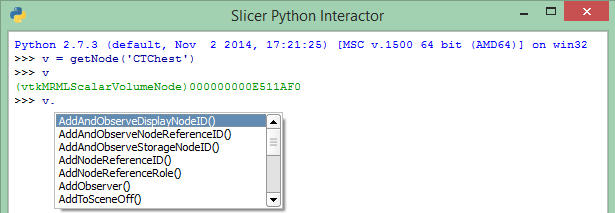 Slicer Python Interactor
Python 2.7.3 (default, Nov  2 2014, 17:21:25) [MSC v.1500 64 bit (AMD64)] on win32
>>> v = getNode('CTChest')
>>> v
(vtkMRMLScalarVolumeNode)000000000E511AF0
>>> v.
AddAndObserveDisplayNodeID()
AddAndObserveNodeReferenceID()
AddAndObserveStorageNodeID()
AddNodeReferenceID()
AddNodeReferenceRole()
AddObserver()
AddToSceneOff()